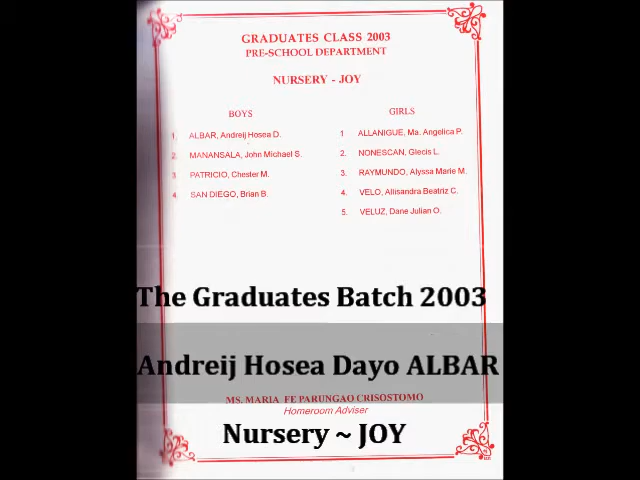 GRADUATES CLASS 2003
PRE-SCHOOL DEPARTMENT
NURSERY - JOY
BOYS
1. ALBAR, Andreij Hosea D.
2. MANANSALA, John Michael S.
3 PATRICIO, Chester M.
4 SAN DIEGO, Brian B.
GIRLS
1 ALLANIGUE, Ma. Angelica P.
2. NONESCAN, Glecis L.
3. RAYMUNDO, Alyssa Marie M.
4. VELO, Allisandra Beatriz C.
5. VELUZ, Dane Julian O.
The Graduates Batch 2003
Andreij Hosea Dayo ALBAR
MS. MARIA FE PARUNGAO CRISOSTOMO
Homeroom Adviser
Nursery ~ JOY